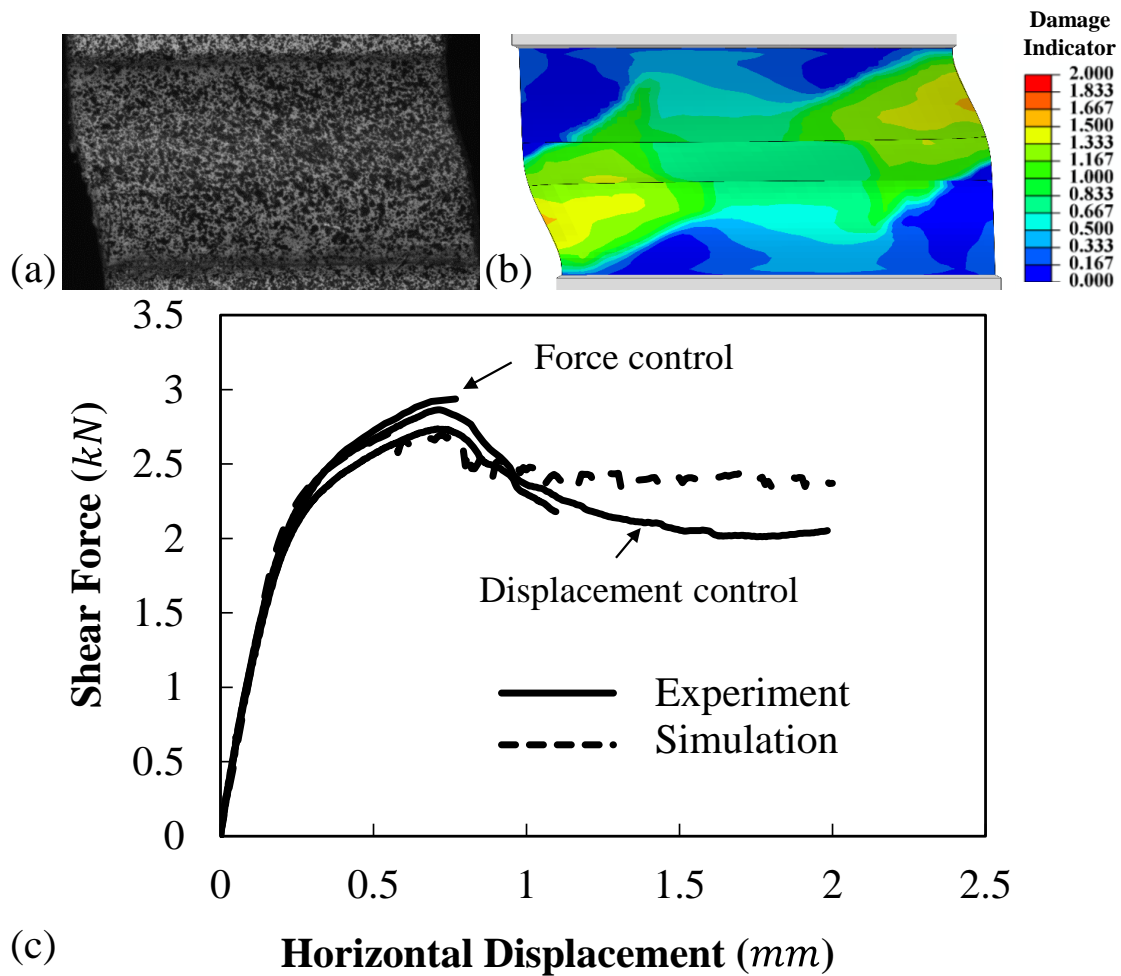 Damage
Indicator
2.000
1.833
1.667
1.500
1.333
1.167
1.000
0.833
0.667
0.500
0.333
0.167
0.000
(a)
(b)
3.5
3
2.5
2
1.5
1
0.5
0
Shear Force (kN)
Force control
Displacement control
Experiment
Simulation
0
0.5
1
1.5
2
2.5
(c)
Horizontal Displacement (mm)